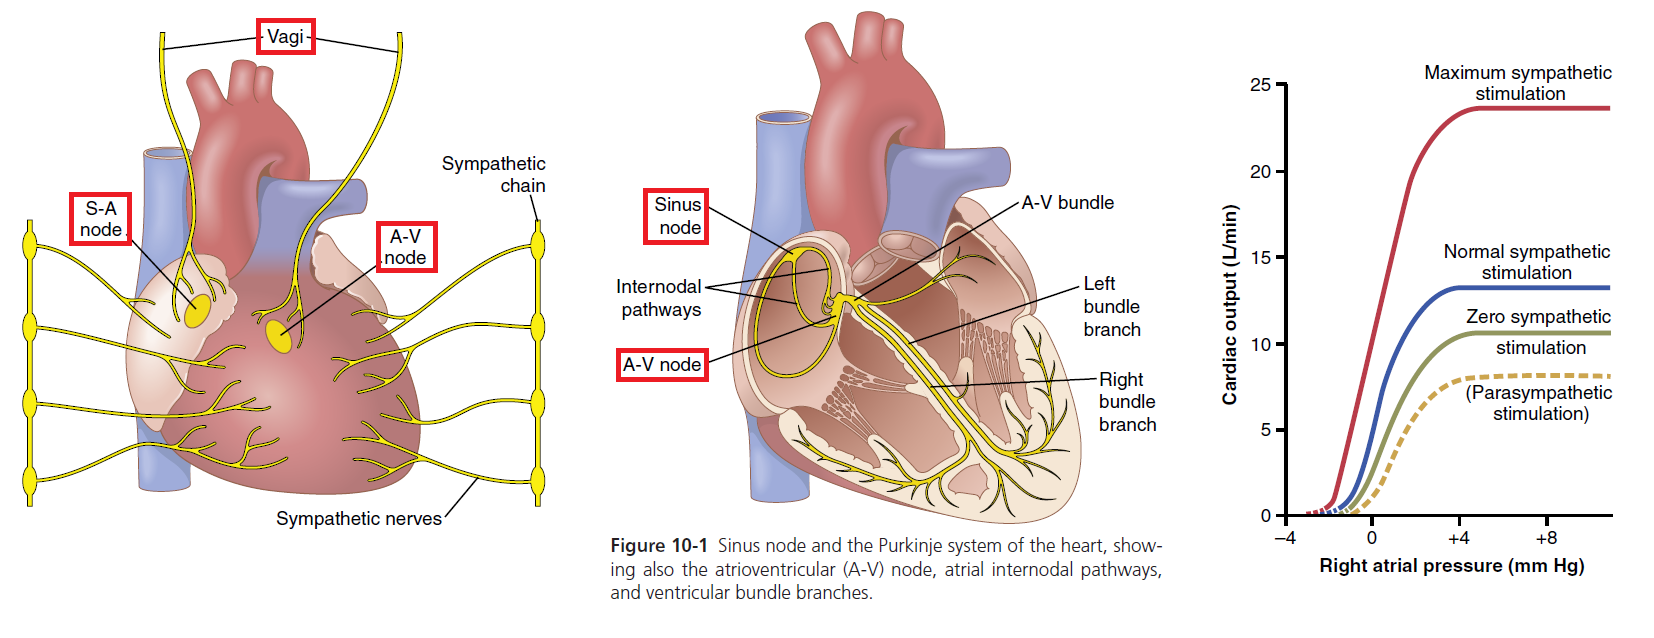 Vagi
Sympathetic
chain
S-A
node
A-V
node
Sympathetic nerves
Sinus
node
A-V bundle
Internodal
pathways
Left
bundle
branch
A-V node
Right
bundle
branch
Figure 10-1 Sinus node and the Purkinje system of the heart, show-
ing also the atrioventricular (A-V) node, atrial internodal pathways,
and ventricular bundle branches.
Maximum sympathetic
stimulation
Normal sympathetic
stimulation
Zero sympathetic
stimulation
(Parasympathetic
stimulation)
Cardiac output (L/min)
25
20
15
10
5
0
–4
0
+4
+8
Right atrial pressure (mm Hg)